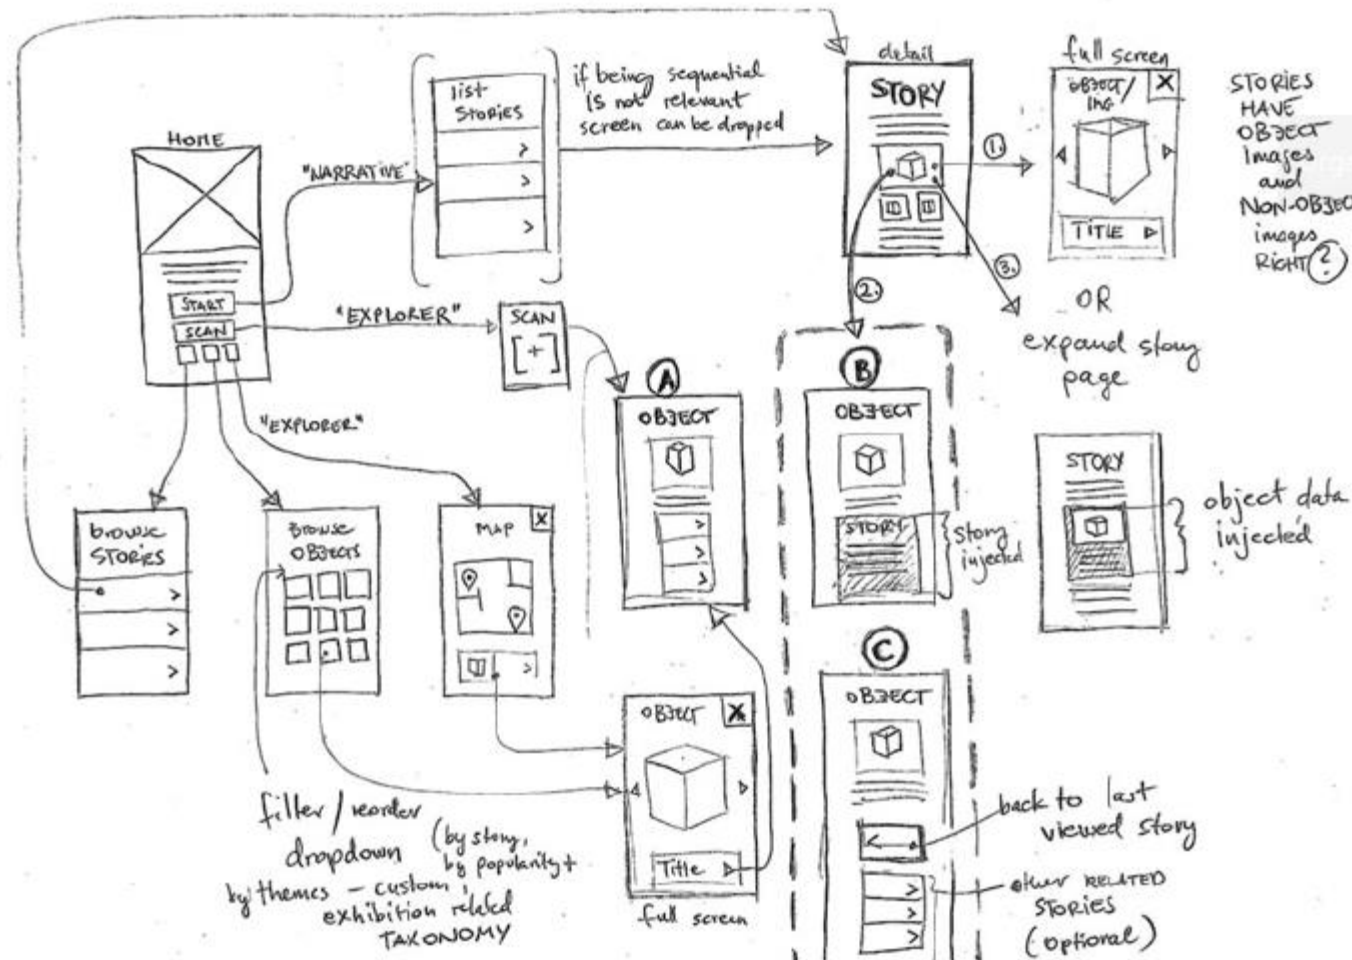 HOME
START
SCAN
"NARRATIVE"
list
Stories
if being sequential
is not relevant
screen can be dropped
detail
STORY
1.
2.
3.
full screen
OBJECT/
IMG
X
TITLE
STORIES
HAVE
OBJECT
images
and
NON-OBJEC
images
RIGHT?
OR
expand story
page
"EXPLORER"
SCAN
[+]
"EXPLORER"
A
OBJECT
B
OBJECT
STORY
story
injected
STORY
object data
injected
browse
STORIES
Browse
OBJECTS
MAP
X
C
OBJECT
back to last
viewed story
other RELATED
STORIES
(optional)
OBJECT
X
Title
full screen
filter/reorder
dropdown
(by story,
by popularity +
by themes – custom,
exhibition related
TAXONOMY